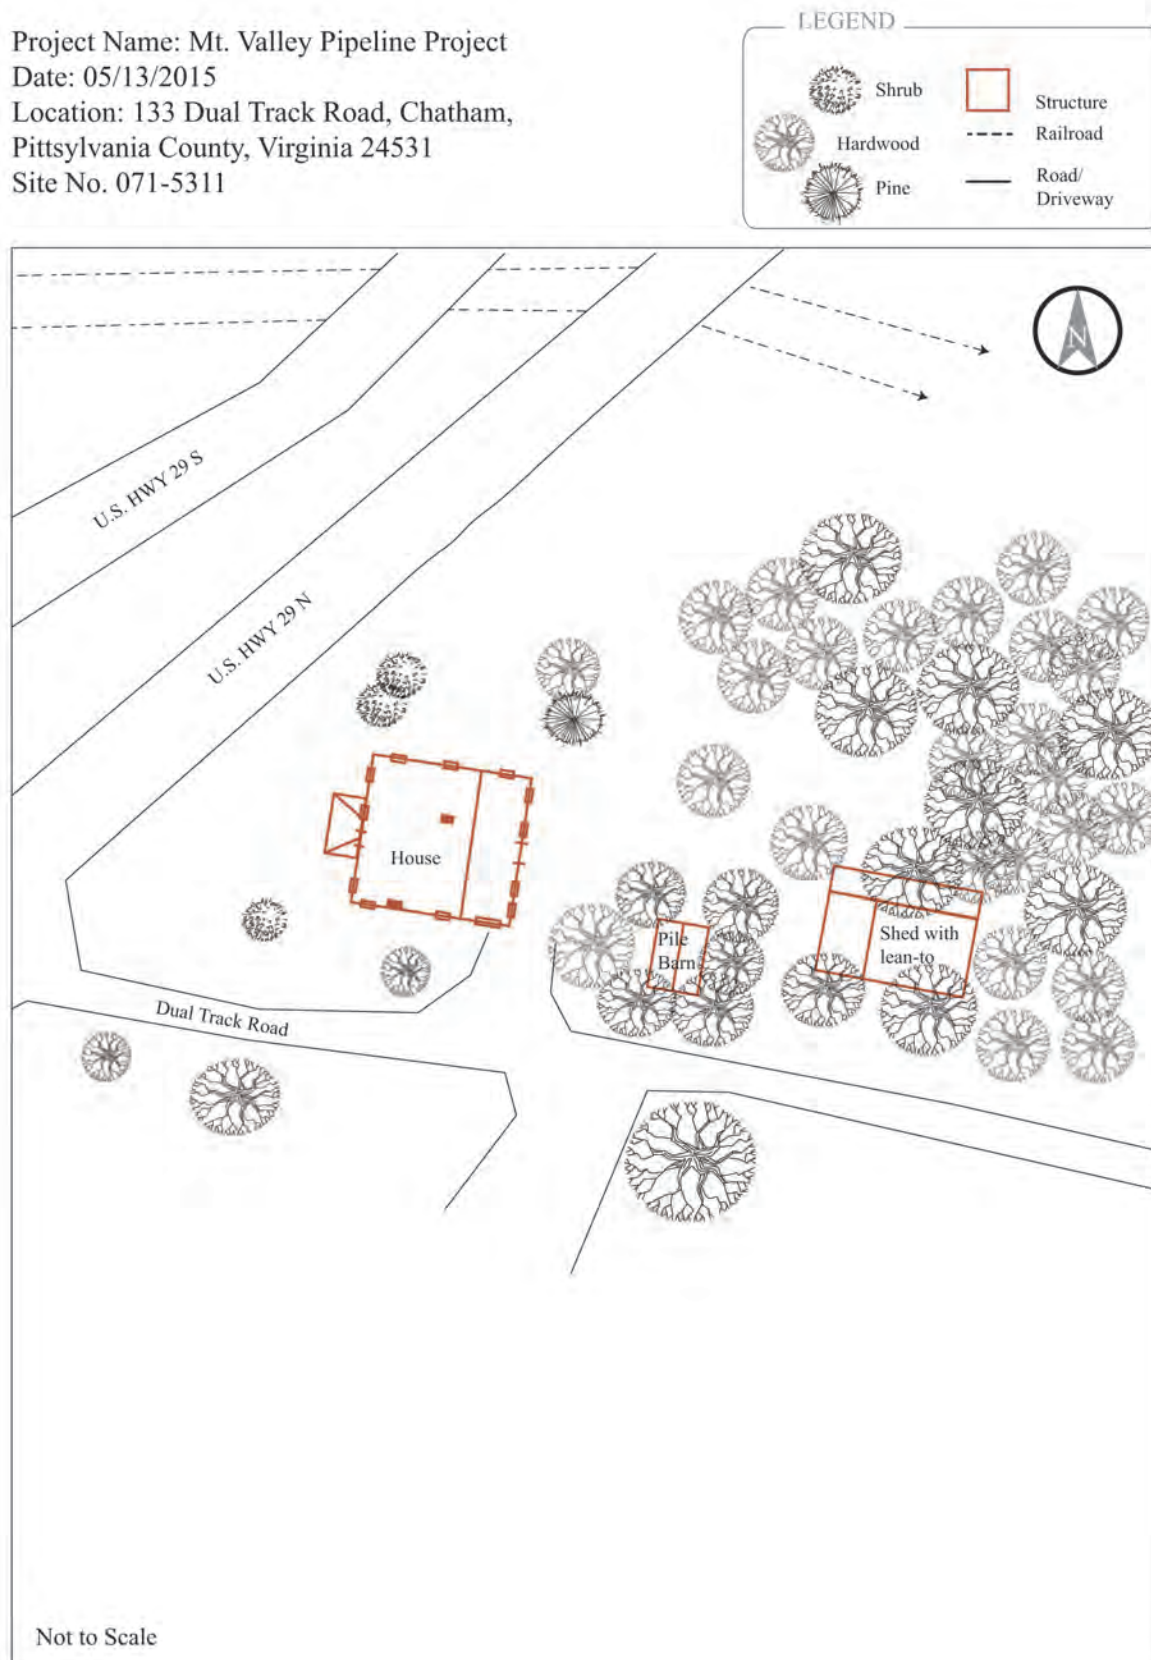 Project Name: Mt. Valley Pipeline Project
Date: 05/13/2015
Location: 133 Dual Track Road, Chatham,
Pittsylvania County, Virginia 24531
Site No. 071-5311
LEGEND
Shrub
Hardwood
Pine
Structure
Railroad
Road/
Driveway
N
U.S. HWY 29 S
U.S. HWY 29 N
House
Pile
Barn
Shed with
lean-to
Dual Track Road
Not to Scale